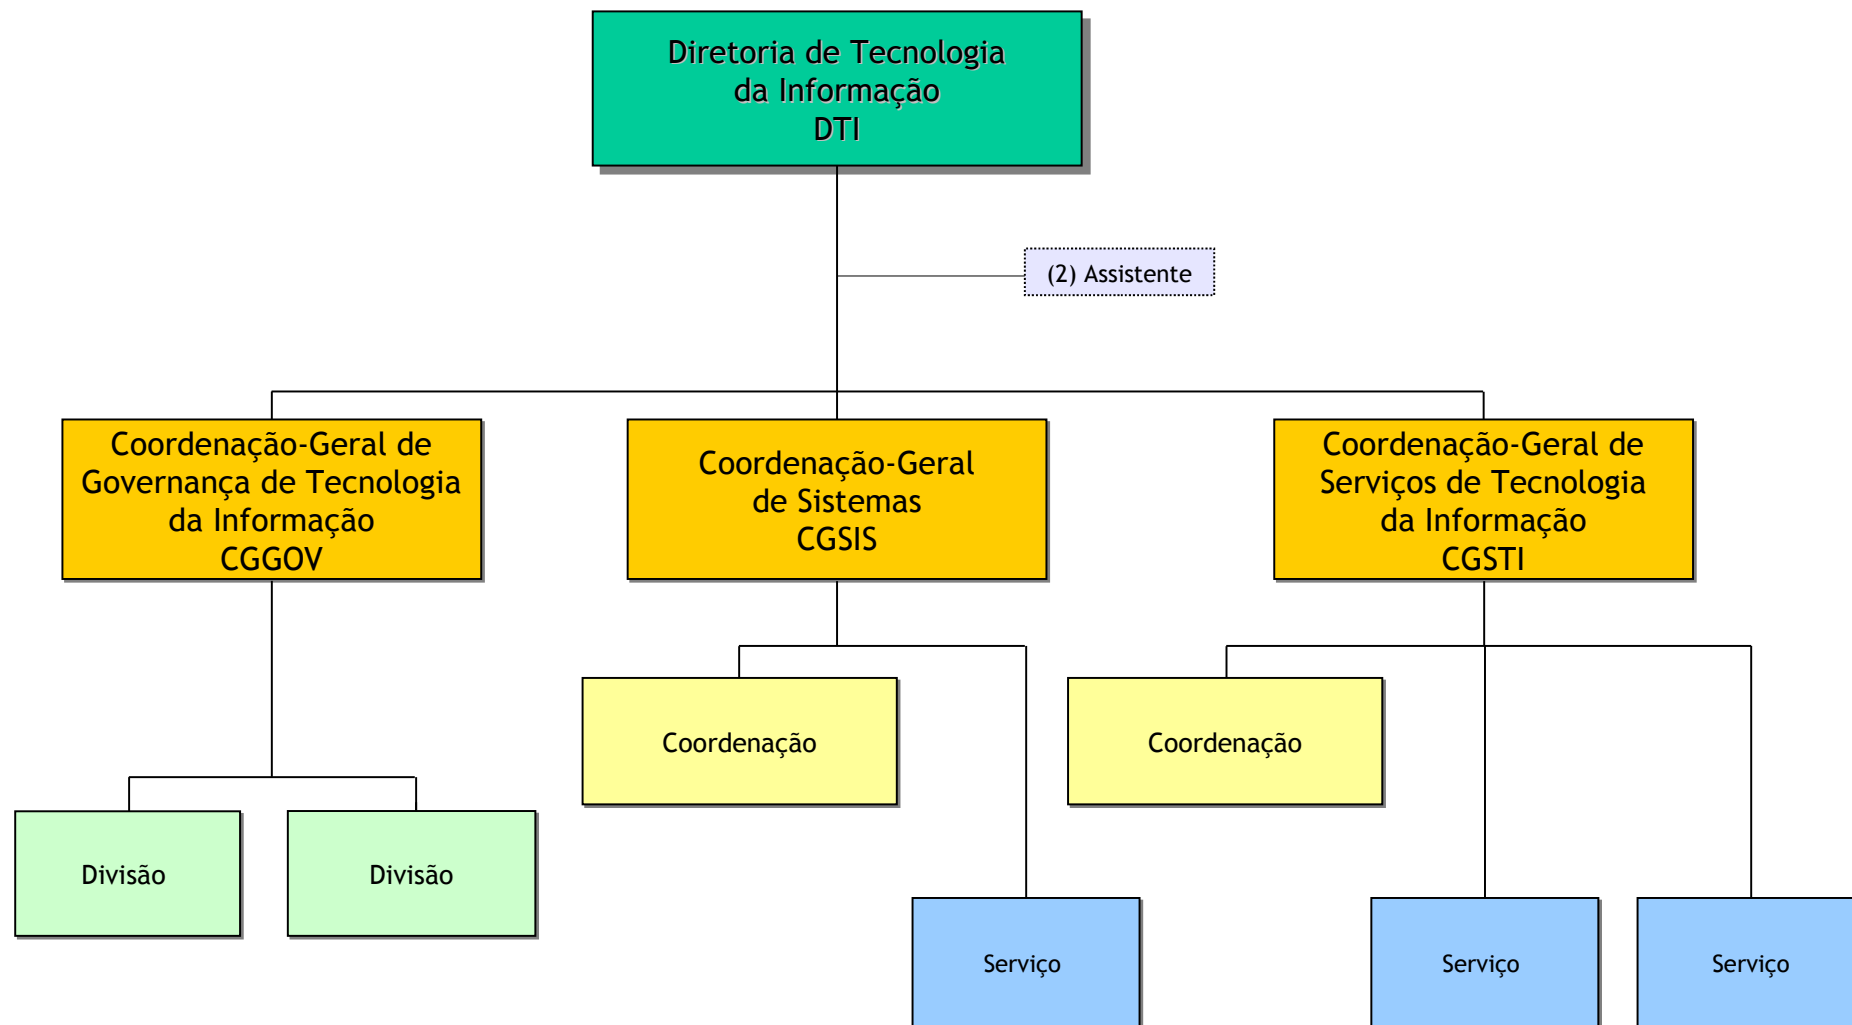 Diretoria de Tecnologia
da Informação
DTI
(2) Assistente
Coordenação-Geral de
Governança de Tecnologia
da Informação
CGGOV
Coordenação-Geral
de Sistemas
CGSIS
Coordenação-Geral de
Serviços de Tecnologia
da Informação
CGSTI
Coordenação
Coordenação
Divisão
Divisão
Serviço
Serviço
Serviço